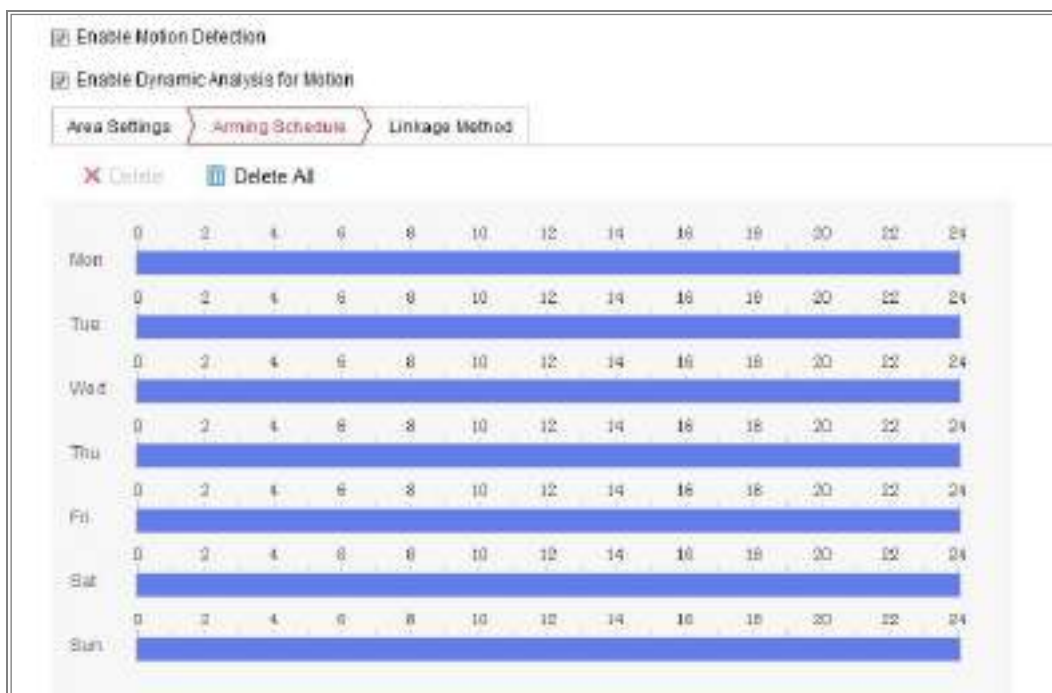 Enable Motion Detection
Enable Dynamic Analysis for Motion
Area Settings Arming Schedule Linkage Method
Delete Delete All
0 2 4 6 8 10 12 14 16 18 20 22 24
Mon
0 2 4 6 8 10 12 14 16 18 20 22 24
Tue
0 2 4 6 8 10 12 14 16 18 20 22 24
Wed
0 2 4 6 8 10 12 14 16 18 20 22 24
Thu
0 2 4 6 8 10 12 14 16 18 20 22 24
Fri
0 2 4 6 8 10 12 14 16 18 20 22 24
Sat
0 2 4 6 8 10 12 14 16 18 20 22 24
Sun